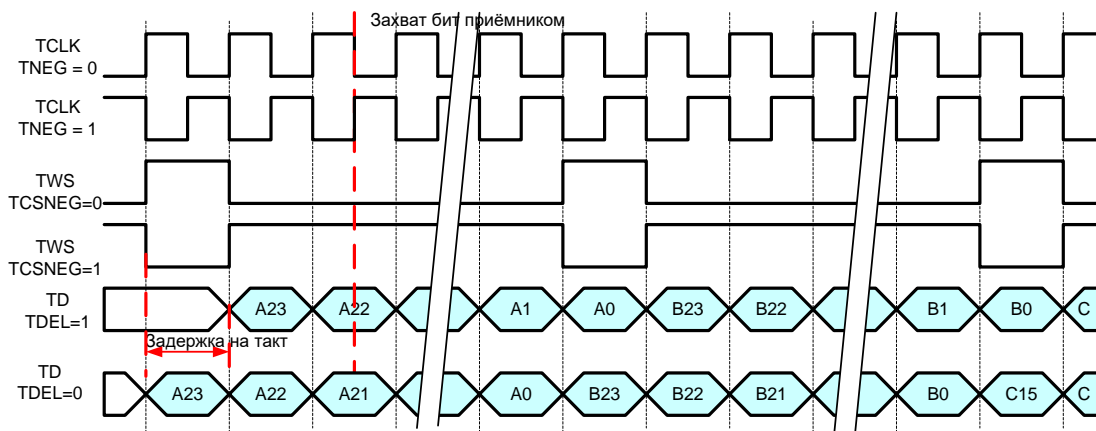 Захват бит приёмником
TCLK
TNEG = 0
TCLK
TNEG = 1
TWS
TCSNEG=0
TWS
TCSNEG=1
TD
TDEL=1
A23 A22 A1 A0 B23 B22 B1 B0 C
Задержка на такт
TD
TDEL=0
A23 A22 A21 A0 B23 B22 B21 B0 C15 C